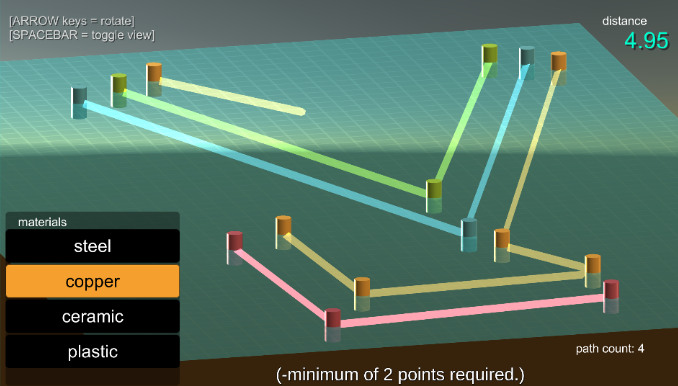 [ARROW keys = rotate]
[SPACEBAR = toggle view]
distance
4.95
materials
steel
copper
ceramic
plastic
path count: 4
(-minimum of 2 points required.)